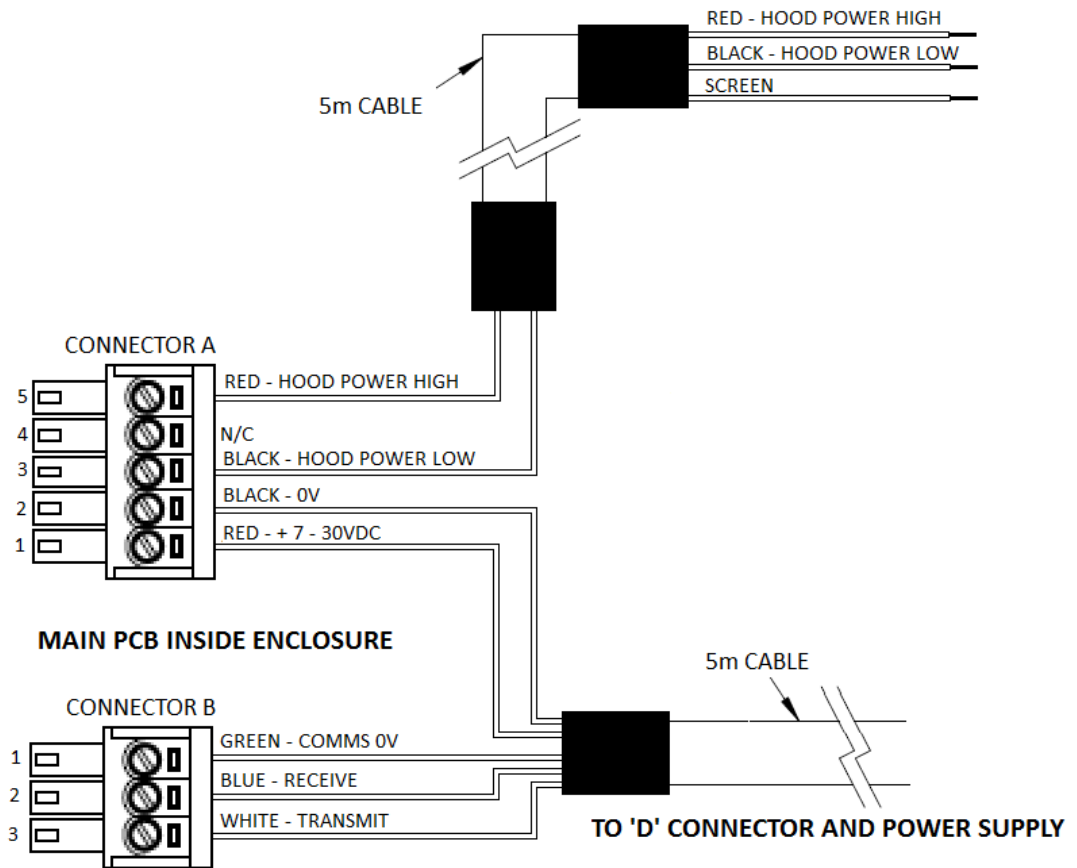 RED - HOOD POWER HIGH
BLACK - HOOD POWER LOW
SCREEN
5m CABLE
CONNECTOR A
5
RED - HOOD POWER HIGH
4
N/C
3
BLACK - HOOD POWER LOW
2
BLACK - 0V
1
RED - + 7 - 30VDC
MAIN PCB INSIDE ENCLOSURE
5m CABLE
CONNECTOR B
1
GREEN - COMMS 0V
2
BLUE - RECEIVE
3
WHITE - TRANSMIT
TO 'D' CONNECTOR AND POWER SUPPLY